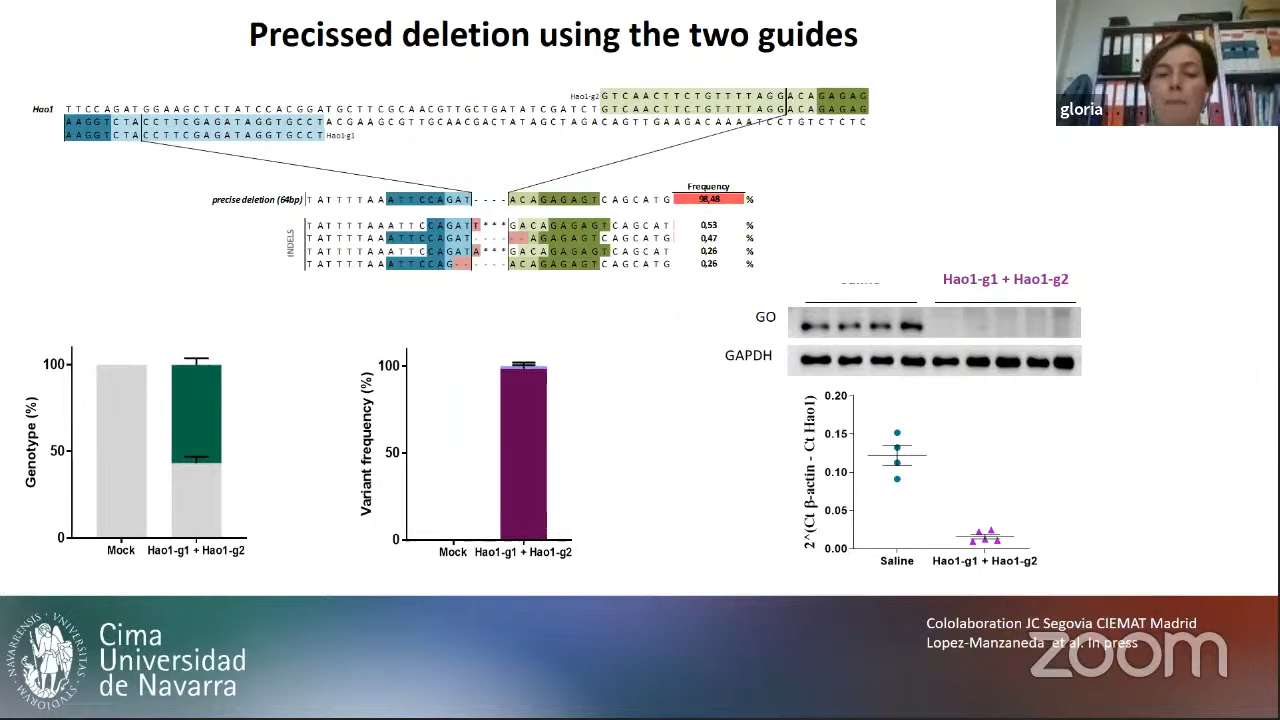 Precissed deletion using the two guides
gloria
Hao1-g2 GTCAACTTCTGTTTTAGGACAGAGAG
Hao1 TTCCAGATGGAAGCTCTATCCACGGATGCTTCGCAACGTTGCTGATATCGATCTGTCAACTTCTGTTTTAGGACAGAGAG
AAGGTCTACCTTCGAGATAGGTGCCTACGAAGCGTTGCAACGACTATAGCTAGACAGTTGAAGACAAAATCCTGTCTCTC
AAGGTCTACCTTCGAGATAGGTGCCT Hao1-g1
Frequency
precise deletion (64bp) TATTTTAAATTCCAGAT----ACAGAGAGTCAGCATG 98,48 %
INDELS
TATTTTAAATTCCAGATT***GACAGAGAGTCAGCAT 0,53 %
TATTTTAAATTCCAGAT------AGAGAGTCAGCATG 0,47 %
TATTTTAAATTCCAGATA***GACAGAGAGTCAGCAT 0,26 %
TATTTTAAATTCCAG------ACAGAGAGTCAGCATG 0,26 %
Hao1-g1 + Hao1-g2
GO
GAPDH
Genotype (%)
100
50
0
Mock Hao1-g1 + Hao1-g2
Variant frequency (%)
100
50
0
Mock Hao1-g1 + Hao1-g2
2^(Ct β-actin - Ct Hao1)
0.20
0.15
0.10
0.05
0.00
Saline Hao1-g1 + Hao1-g2
Cima
Universidad
de Navarra
Cololaboration JC Segovia CIEMAT Madrid
Lopez-Manzaneda et al. In press
zoom